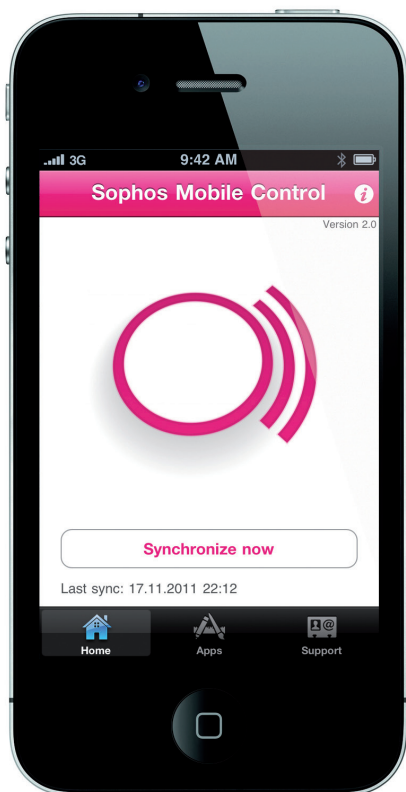 3G 9:42 AM
Sophos Mobile Control i
Version 2.0
Synchronize now
Last sync: 17.11.2011 22:12
@
Home Apps Support